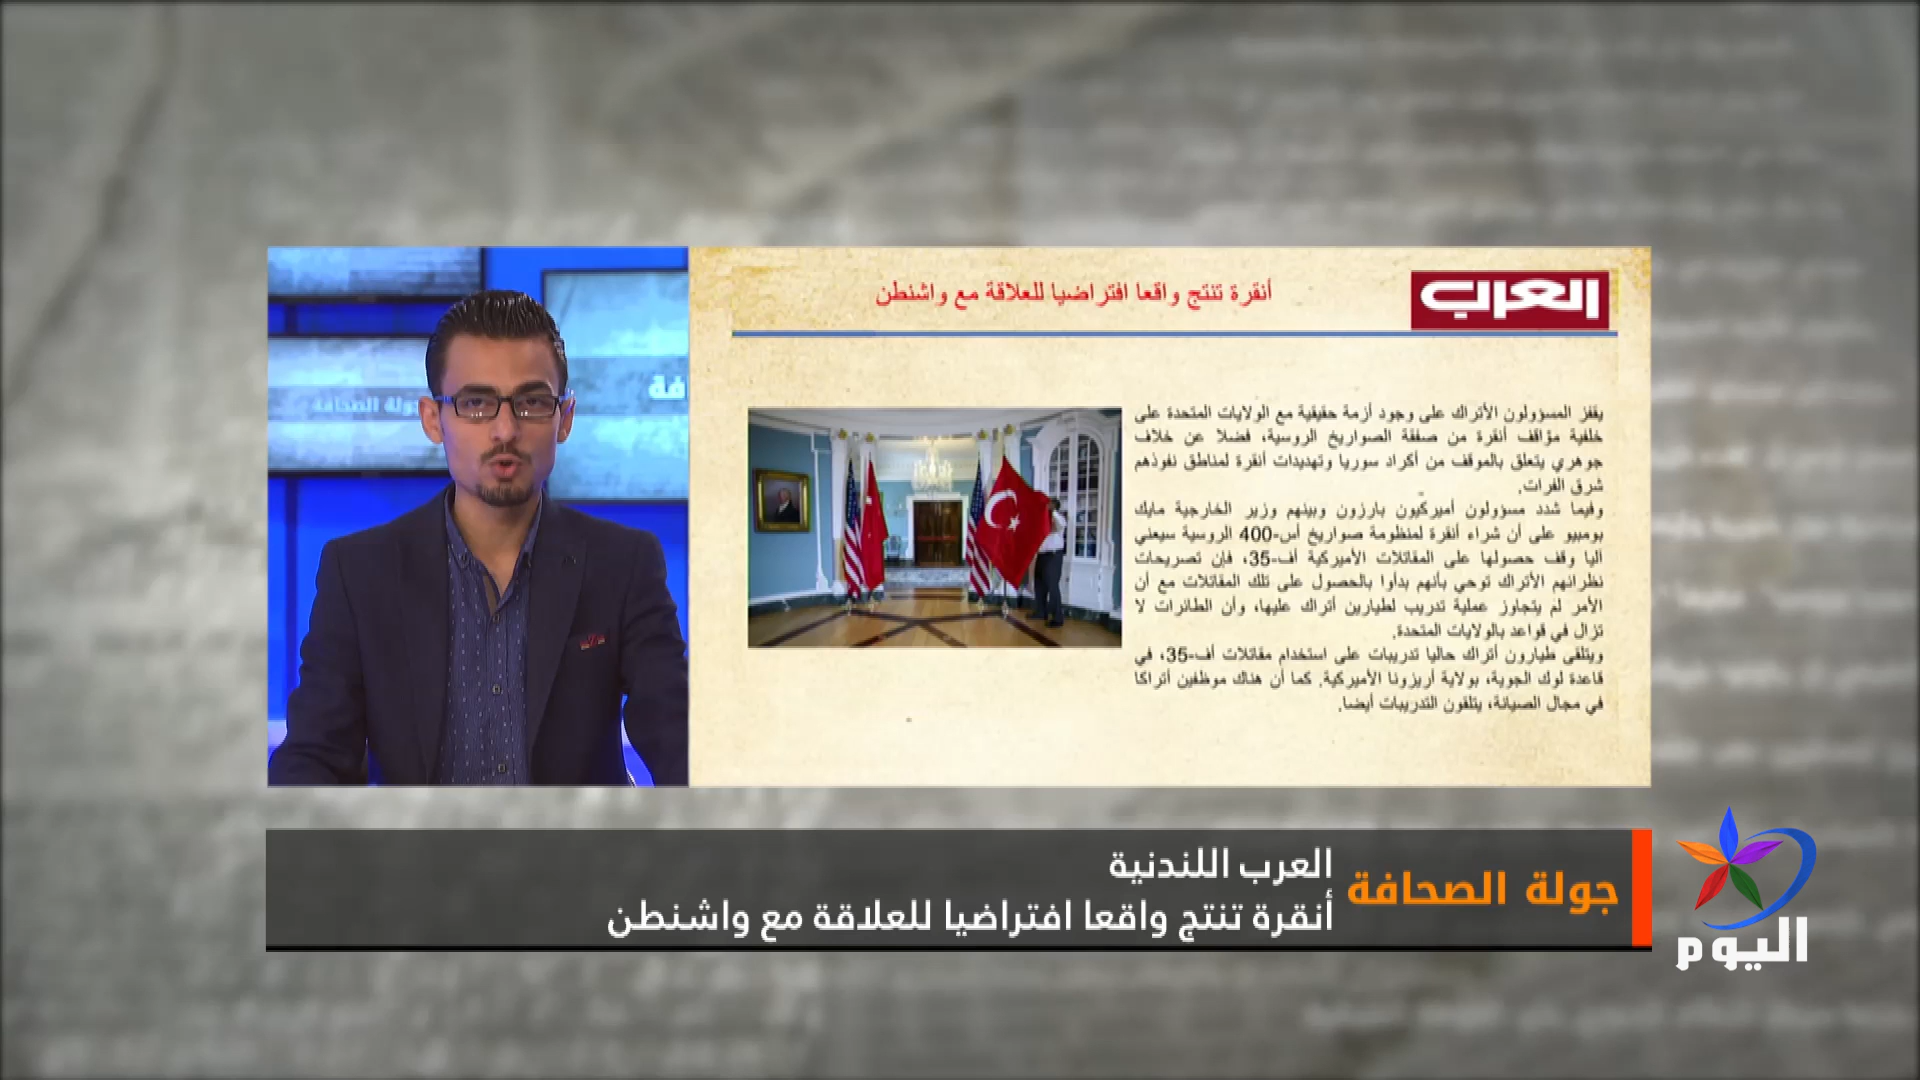 العرب
أنقرة تنتج واقعا افتراضيا للعلاقة مع واشنطن
يقفز المسؤولون الأتراك على وجود أزمة حقيقية مع الولايات المتحدة على
خلفية مؤاقف أنقرة من صفقة الصواريخ الروسية، فضلا عن خلاف
جوهري يتعلق بالموقف من أكراد سوريا وتهديدات أنقرة لمناطق نفوذهم
شرق الفرات.
وفيما شدد مسؤولون أميركيون بارزون وبينهم وزير الخارجية مايك
بومبيو على أن شراء أنقرة لمنظومة صواريخ أس-400 الروسية سيعني
آليا وقف حصولها على المقاتلات الأميركية أف-35، فإن تصريحات
نظرائهم الأتراك توحي بأنهم بدأوا بالحصول على تلك المقاتلات مع أن
الأمر لم يتجاوز عملية تدريب لطيارين أتراك عليها، وأن الطائرات لا
تزال في قواعد بالولايات المتحدة.
ويتلقى طيارون أتراك حاليا تدريبات على استخدام مقاتلات أف-35، في
قاعدة لوك الجوية، بولاية أريزونا الأميركية. كما أن هناك موظفين أتراكا
في مجال الصيانة، يتلقون التدريبات أيضا.
جولة الصحافة
العرب اللندنية
أنقرة تنتج واقعا افتراضيا للعلاقة مع واشنطن
اليوم
جولة الصحافة